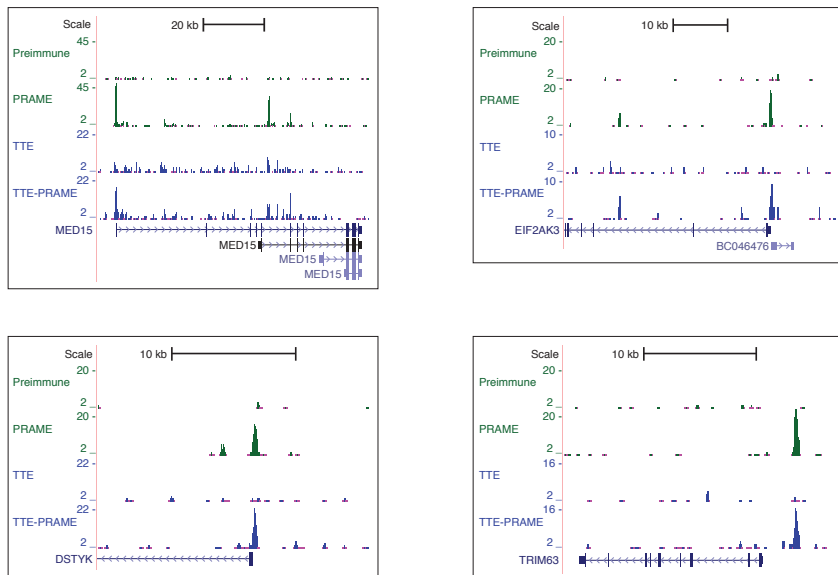 Scale 20 kb
45
Preimmune
2
45
PRAME
2
22
TTE
2
22
TTE-PRAME
2
MED15
MED15
MED15
MED15
Scale 10 kb
20
Preimmune
2
20
PRAME
2
10
TTE
2
10
TTE-PRAME
2
EIF2AK3
BC046476
Scale 10 kb
20
Preimmune
2
20
PRAME
2
22
TTE
2
22
TTE-PRAME
2
DSTYK
Scale 10 kb
20
Preimmune
2
20
PRAME
2
16
TTE
2
16
TTE-PRAME
2
TRIM63